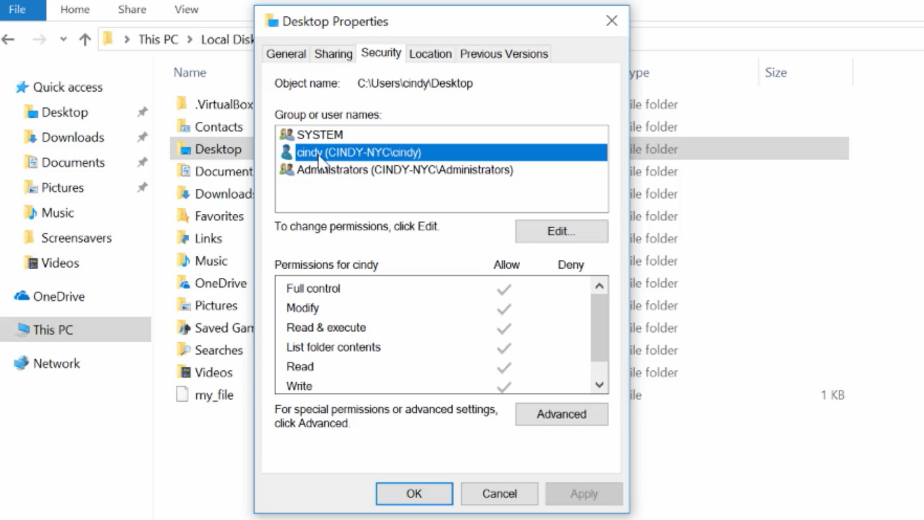 File Home Share View
This PC Local Disk
Quick access
Desktop
Downloads
Documents
Pictures
Music
Screensavers
Videos
OneDrive
This PC
Network
Name
.VirtualBox
Contacts
Desktop
Document
Download
Favorites
Links
Music
OneDrive
Pictures
Saved Gam
Searches
Videos
my_file
Desktop Properties
General Sharing Security Location Previous Versions
Object name: C:\Users\cindy\Desktop
Group or user names:
SYSTEM
cindy (CINDY-NYC\cindy)
Administrators (CINDY-NYC\Administrators)
To change permissions, click Edit.
Edit...
Permissions for cindy Allow Deny
Full control
Modify
Read & execute
List folder contents
Read
Write
For special permissions or advanced settings,
click Advanced.
Advanced
OK Cancel Apply
ype Size
ile folder
ile folder
ile folder
ile folder
ile folder
ile folder
ile folder
ile folder
ile folder
ile folder
ile folder
ile folder
ile folder
ile 1 KB